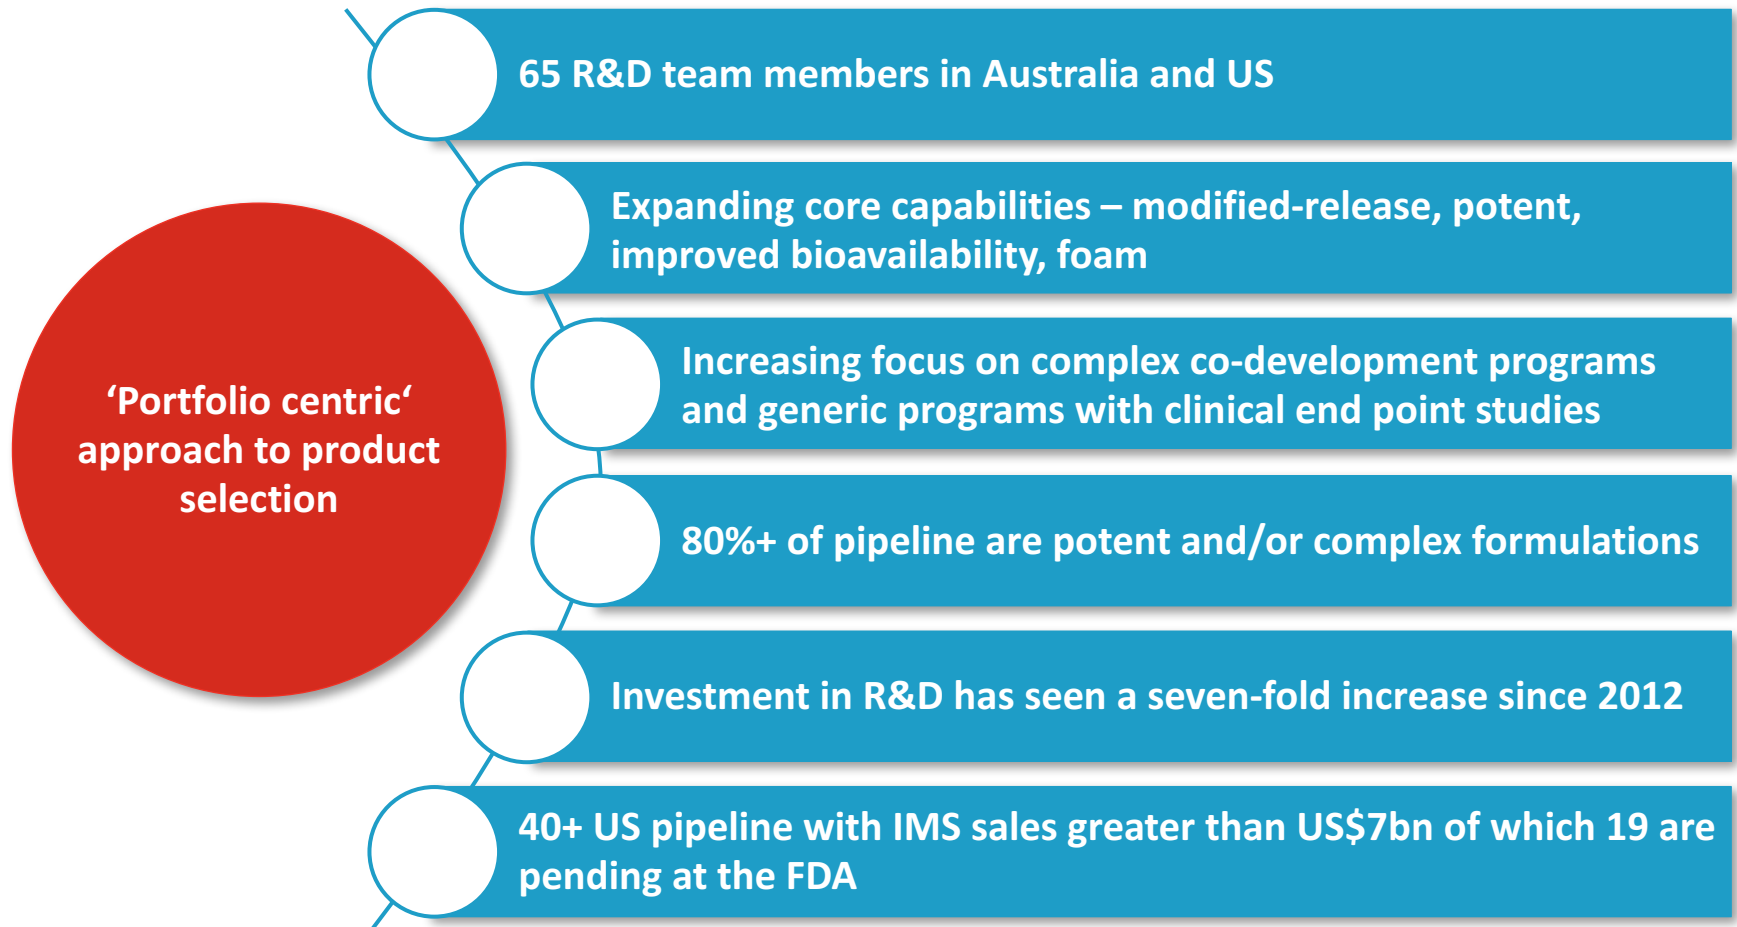 65 R&D team members in Australia and US
Expanding core capabilities – modified-release, potent,
improved bioavailability, foam
Increasing focus on complex co-development programs
and generic programs with clinical end point studies
‘Portfolio centric‘
approach to product
selection
80%+ of pipeline are potent and/or complex formulations
Investment in R&D has seen a seven-fold increase since 2012
40+ US pipeline with IMS sales greater than US$7bn of which 19 are
pending at the FDA